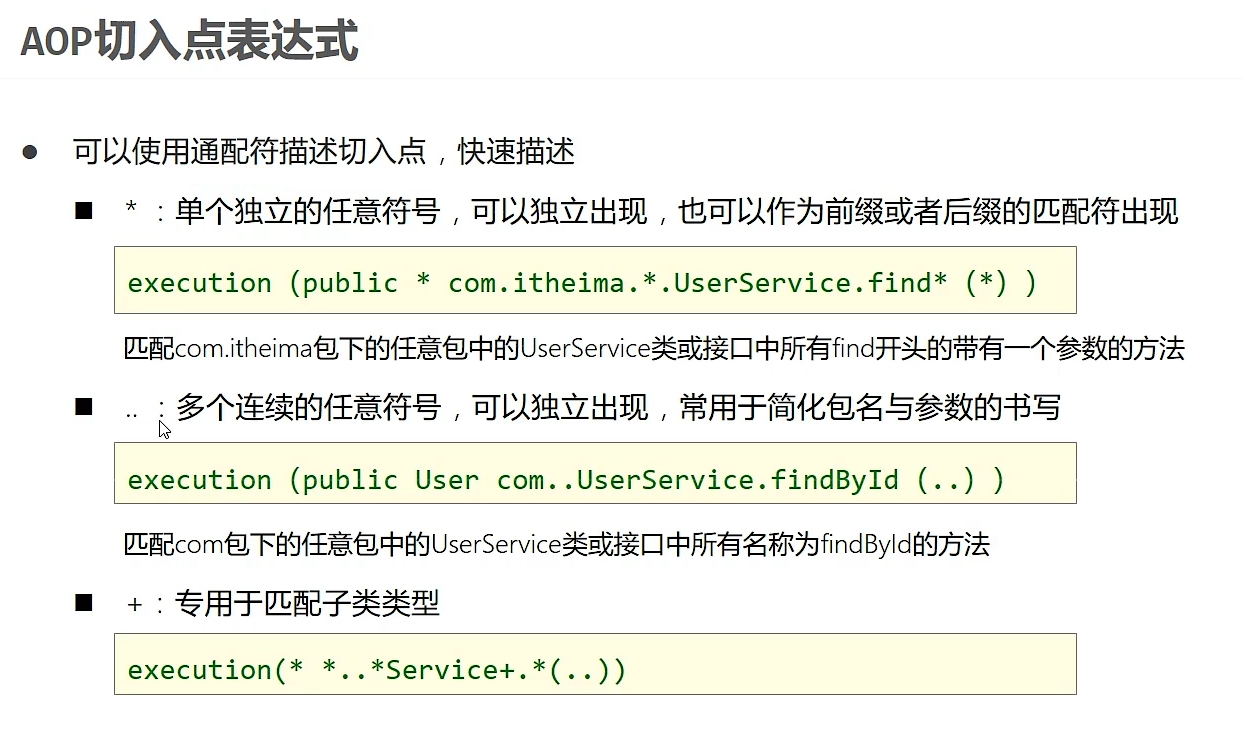 AOP切入点表达式
● 可以使用通配符描述切入点，快速描述
■ * ：单个独立的任意符号，可以独立出现，也可以作为前缀或者后缀的匹配符出现
execution (public * com.itheima.*.UserService.find* (*) )
匹配com.itheima包下的任意包中的UserService类或接口中所有find开头的带有一个参数的方法
■ .. ：多个连续的任意符号，可以独立出现，常用于简化包名与参数的书写
execution (public User com..UserService.findById (..) )
匹配com包下的任意包中的UserService类或接口中所有名称为findById的方法
■ + ：专用于匹配子类类型
execution(* *..*Service+.*(..))